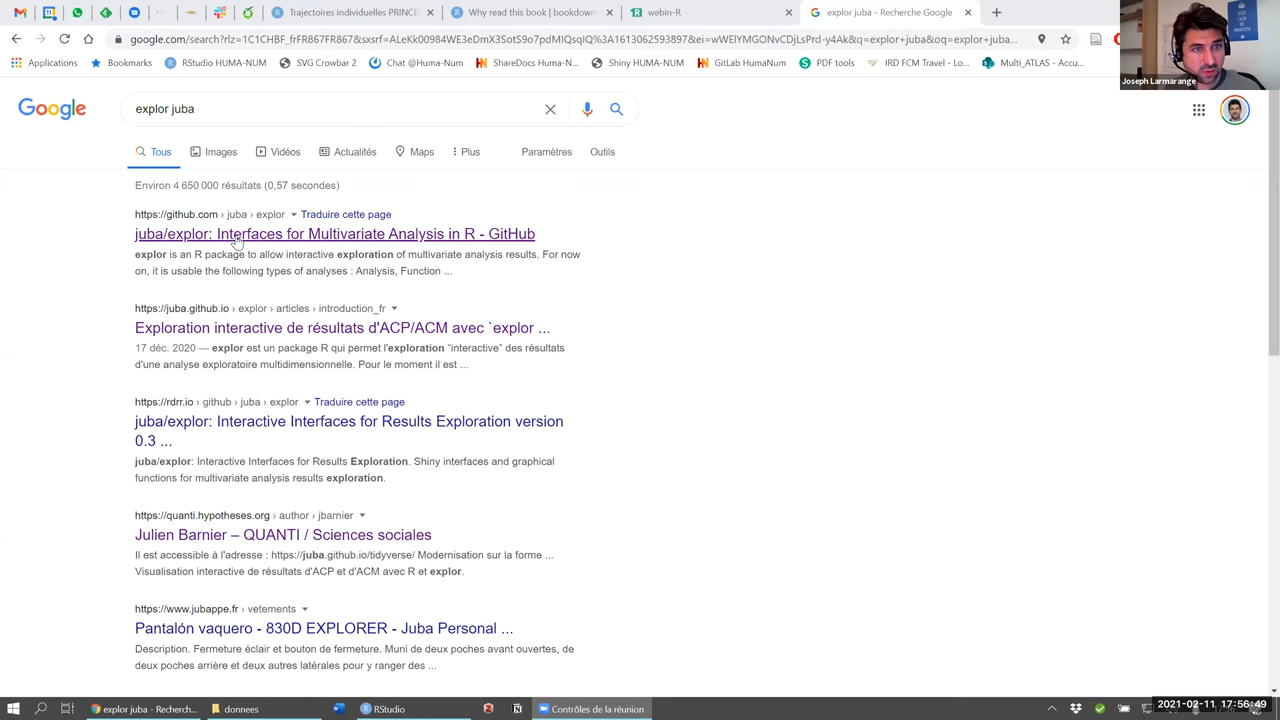 Trajectoires individuelles PRINCE
Why read this book | bookdown
webin-R
explor juba - Recherche Google
google.com/search?rlz=1C1CHBF_frFR867FR867&sxsrf=ALeKk00984WE3eDmX3SotS9o7pMIQsqIQ%3A1613062593897&ei=wWElYMGONvCDjLsPrd-y4Ak&q=explor+juba&oq=explor+juba...
Applications
Bookmarks
RStudio HUMA-NUM
SVG Crowbar 2
Chat @Huma-Num
ShareDocs Huma-N...
Shiny HUMA-NUM
GitLab HumaNum
PDF tools
IRD FCM Travel - Lo...
Multi_ATLAS - Accu...
Joseph Larmarange
Google
explor juba
Tous
Images
Vidéos
Actualités
Maps
Plus
Paramètres
Outils
Environ 4 650 000 résultats (0,57 secondes)
https://github.com › juba › explor ▾ Traduire cette page
juba/explor: Interfaces for Multivariate Analysis in R - GitHub
explor is an R package to allow interactive exploration of multivariate analysis results. For now
on, it is usable the following types of analyses : Analysis, Function ...
https://juba.github.io › explor › articles › introduction_fr ▾
Exploration interactive de résultats d'ACP/ACM avec `explor ...
17 déc. 2020 — explor est un package R qui permet l'exploration “interactive” des résultats
d'une analyse exploratoire multidimensionnelle. Pour le moment il est ...
https://rdrr.io › github › juba › explor ▾ Traduire cette page
juba/explor: Interactive Interfaces for Results Exploration version
0.3 ...
juba/explor: Interactive Interfaces for Results Exploration. Shiny interfaces and graphical
functions for multivariate analysis results exploration.
https://quanti.hypotheses.org › author › jbarnier ▾
Julien Barnier – QUANTI / Sciences sociales
Il est accessible à l'adresse : https://juba.github.io/tidyverse/ Modernisation sur la forme ...
Visualisation interactive de résultats d'ACP et d'ACM avec R et explor.
https://www.jubappe.fr › vetements ▾
Pantalón vaquero - 830D EXPLORER - Juba Personal ...
Description. Fermeture éclair et bouton de fermeture. Muni de deux poches avant ouvertes, de
deux poches arrière et deux autres latérales pour y ranger des ...
explor juba - Recherc...
donnees
RStudio
Contrôles de la réunion
2021-02-11 17:56:49